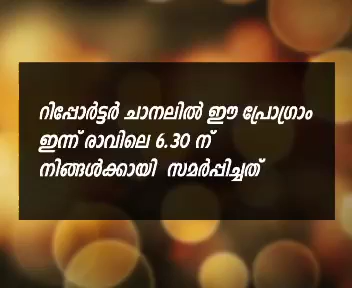 റിപ്പോർട്ടർ ചാനലിൽ ഈ പ്രോഗ്രാം
ഇന്ന് രാവിലെ 6.30 ന്
നിങ്ങൾക്കായി സമർപ്പിച്ചത്